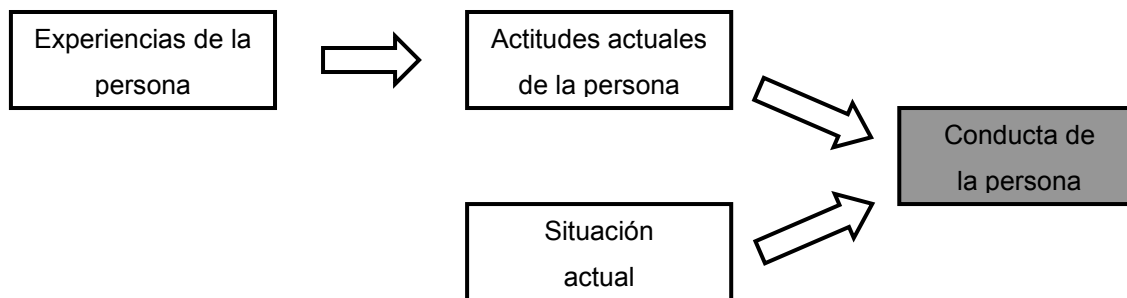 Experiencias de la
persona
Actitudes actuales
de la persona
Conducta de
la persona
Situación
actual